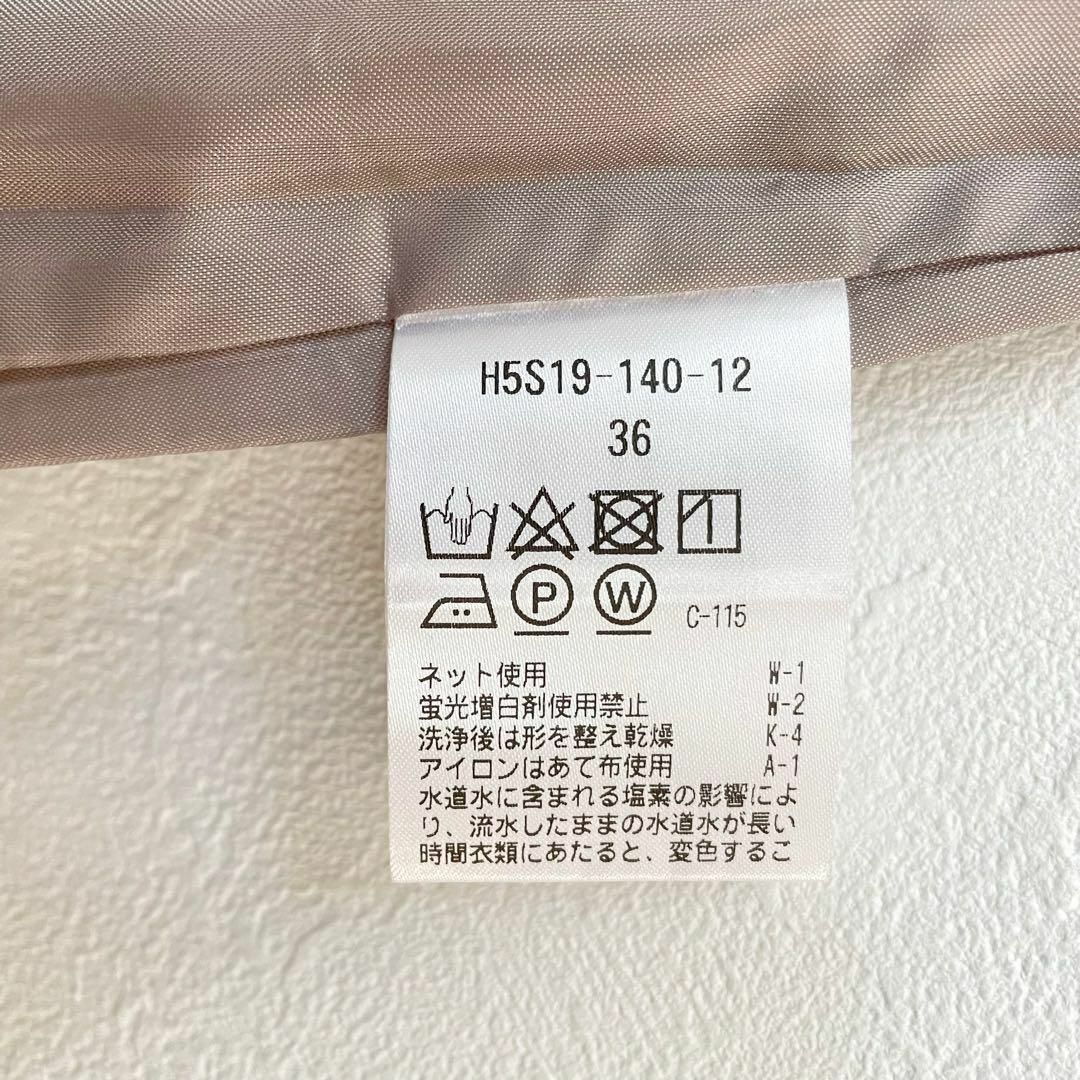 H5S19-140-12
36
P W C-115
ネット使用 W-1
蛍光増白剤使用禁止 W-2
洗浄後は形を整え乾燥 K-4
アイロンはあて布使用 A-1
水道水に含まれる塩素の影響によ
り、流水したままの水道水が長い
時間衣類にあたると、変色するこ